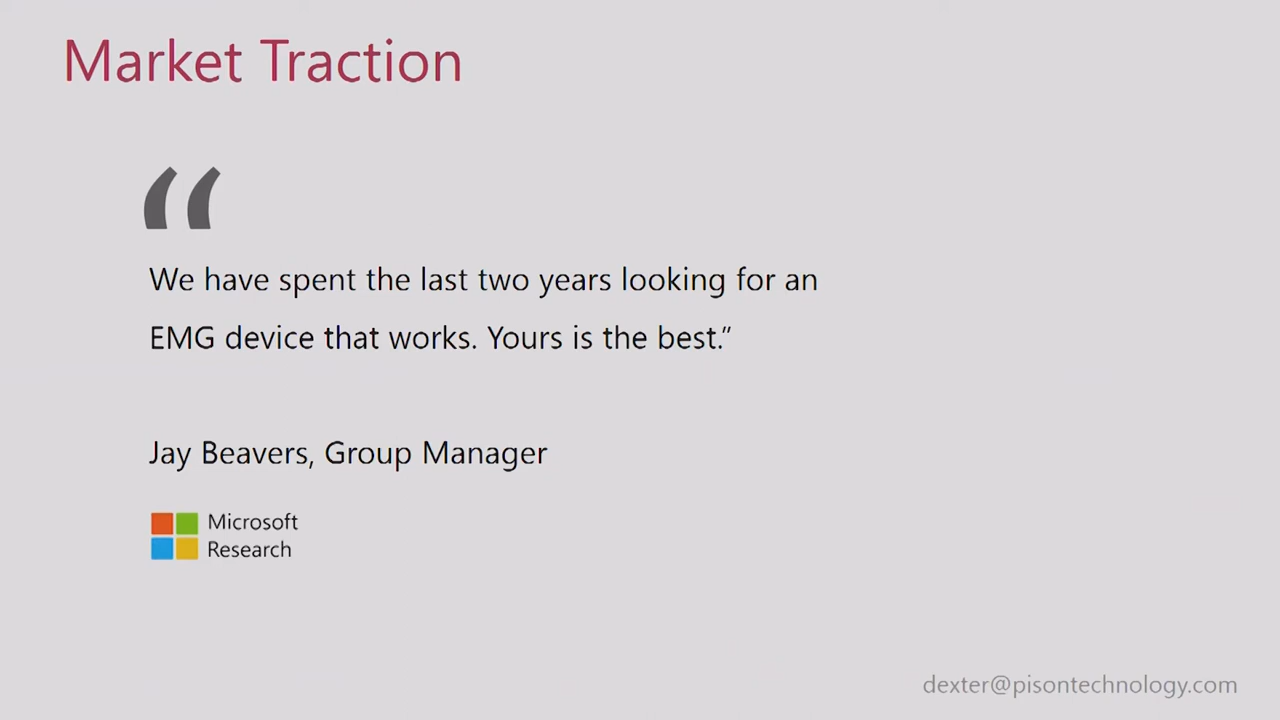 Market Traction
“
We have spent the last two years looking for an
EMG device that works. Yours is the best.”
Jay Beavers, Group Manager
Microsoft
Research
dexter@pisontechnology.com